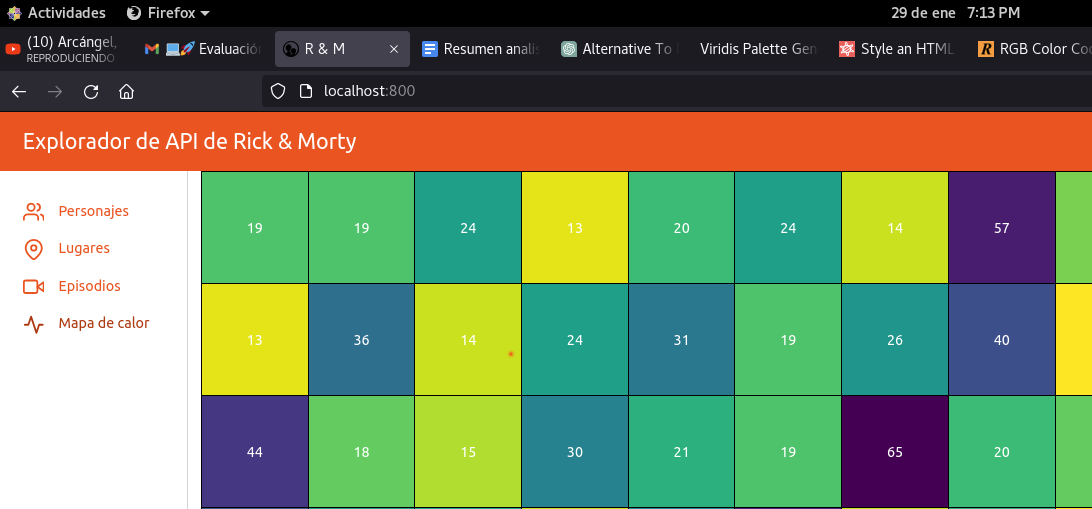 Actividades Firefox 29 de ene 7:13 PM
(10) Arcángel,
REPRODUCIENDO
Evaluación
R & M
Resumen analis
Alternative To
Viridis Palette Gen
Style an HTML
RGB Color Co
localhost:800
Explorador de API de Rick & Morty
Personajes
Lugares
Episodios
Mapa de calor
19 19 24 13 20 24 14 57
13 36 14 24 31 19 26 40
44 18 15 30 21 19 65 20